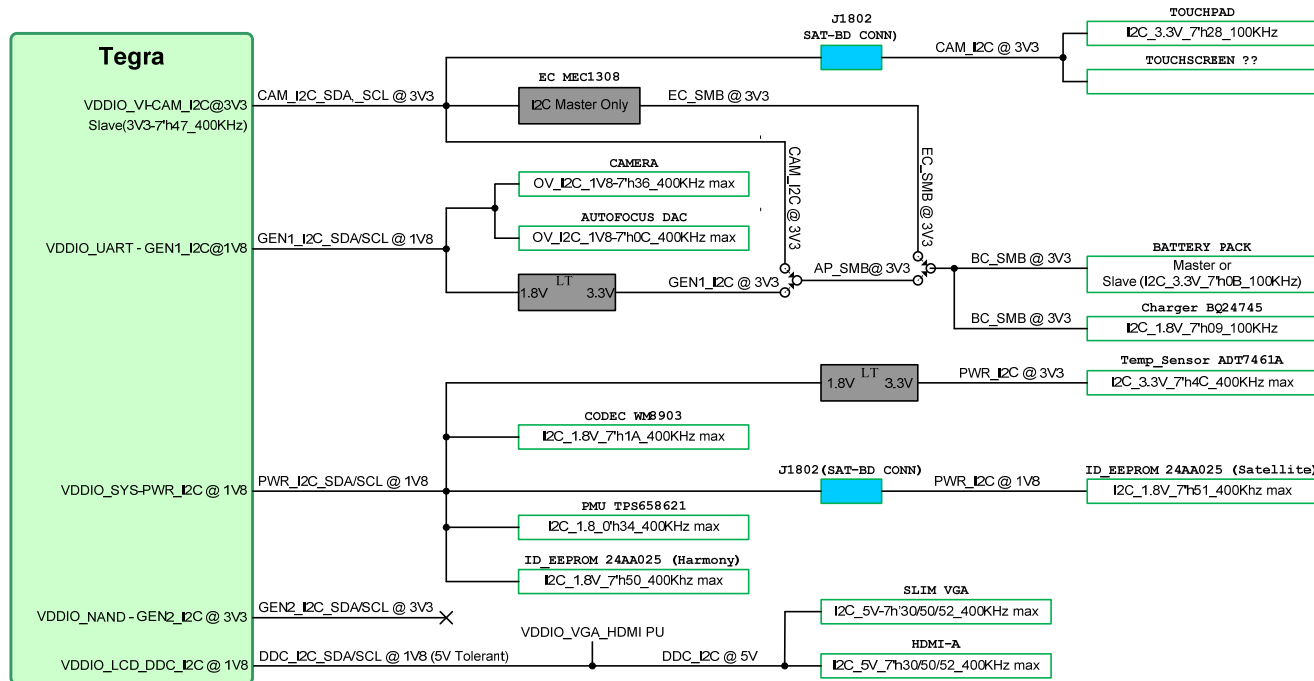 Tegra
VDDIO_VI-CAM_I2C@3V3
Slave(3V3-7'h47_400KHz)
CAM_I2C_SDA,_SCL @ 3V3
J1802
SAT-BD CONN)
CAM_I2C @ 3V3
TOUCHPAD
I2C_3.3V_7'h28_100KHz
TOUCHSCREEN ??
EC MEC1308
I2C Master Only
EC_SMB @ 3V3
CAM_I2C @ 3V3
EC_SMB @ 3V3
CAMERA
OV_I2C_1V8-7'h36_400KHz max
AUTOFOCUS DAC
OV_I2C_1V8-7'h0C_400KHz max
VDDIO_UART - GEN1_I2C@1V8
GEN1_I2C_SDA/SCL @ 1V8
LT
1.8V 3.3V
GEN1_I2C @ 3V3
AP_SMB@ 3V3
BC_SMB @ 3V3
BATTERY PACK
Master or
Slave (I2C_3.3V_7'h0B_100KHz)
BC_SMB @ 3V3
Charger BQ24745
I2C_1.8V_7'h09_100KHz
LT
1.8V 3.3V
PWR_I2C @ 3V3
Temp_Sensor ADT7461A
I2C_3.3V_7'h4C_400KHz max
CODEC WM8903
I2C_1.8V_7'h1A_400KHz max
VDDIO_SYS-PWR_I2C @ 1V8
PWR_I2C_SDA/SCL @ 1V8
J1802(SAT-BD CONN)
PWR_I2C @ 1V8
ID_EEPROM 24AA025 (Satellite)
I2C_1.8V_7'h51_400Khz max
PMU TPS658621
I2C_1.8_0'h34_400KHz max
ID_EEPROM 24AA025 (Harmony)
I2C_1.8V_7'h50_400Khz max
VDDIO_NAND - GEN2_I2C @ 3V3
GEN2_I2C_SDA/SCL @ 3V3
SLIM VGA
I2C_5V-7h'30/50/52_400KHz max
VDDIO_VGA_HDMI PU
VDDIO_LCD_DDC_I2C @ 1V8
DDC_I2C_SDA/SCL @ 1V8 (5V Tolerant)
DDC_I2C @ 5V
HDMI-A
I2C_5V_7'h30/50/52_400KHz max